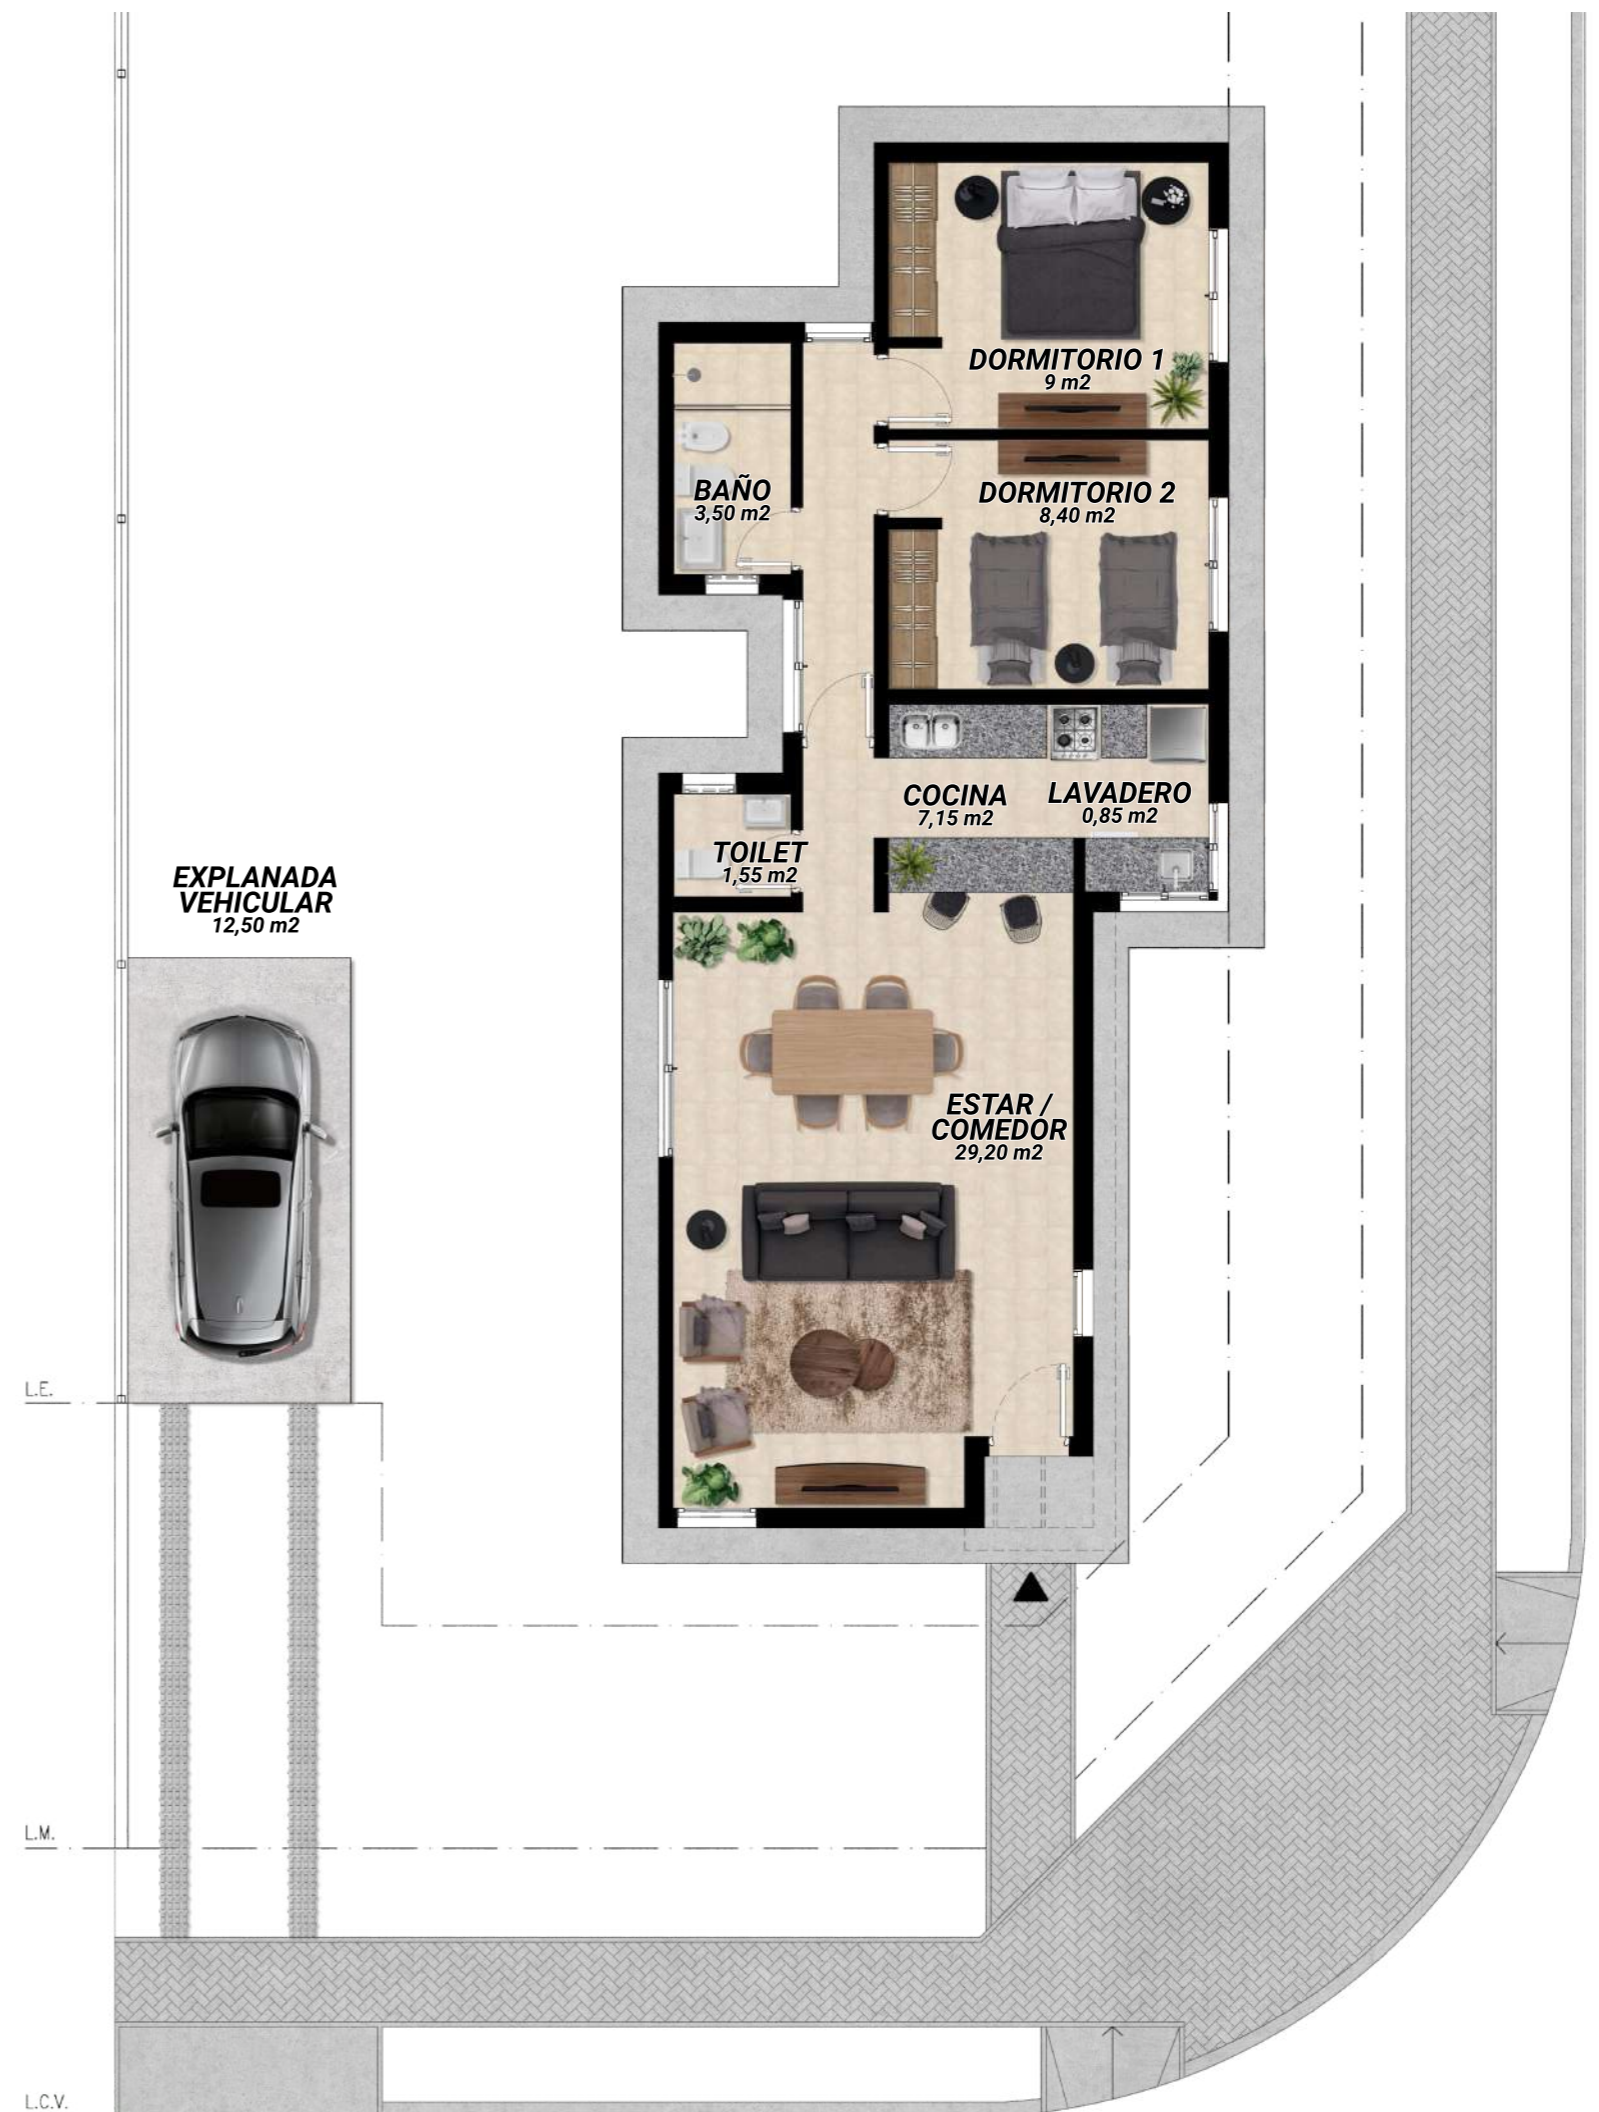 DORMITORIO 1
9 m2
DORMITORIO 2
8,40 m2
BAÑO
3,50 m2
COCINA
7,15 m2
LAVADERO
0,85 m2
TOILET
1,55 m2
EXPLANADA
VEHICULAR
12,50 m2
ESTAR /
COMEDOR
29,20 m2
L.E.
L.M.
L.C.V.